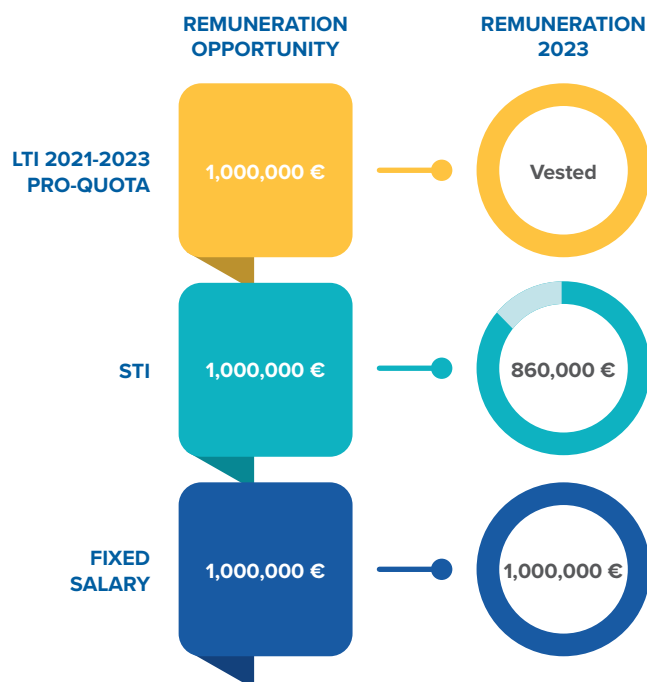 REMUNERATION
OPPORTUNITY
REMUNERATION
2023
LTI 2021-2023
PRO-QUOTA
1,000,000 €
Vested
STI
1,000,000 €
860,000 €
FIXED
SALARY
1,000,000 €
1,000,000 €